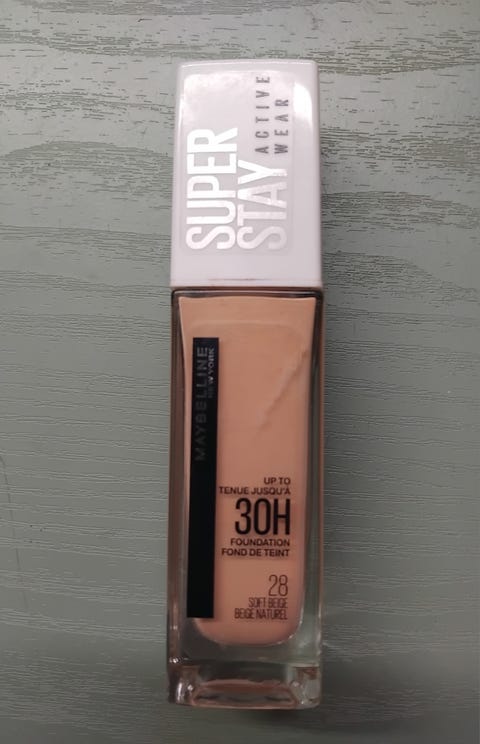 SUPER
STAY
ACTIVE
WEAR
MAYBELLINE
NEW YORK
UP TO
TENUE JUSQU'À
30H
FOUNDATION
FOND DE TEINT
28
SOFT BEIGE
BEIGE NATUREL